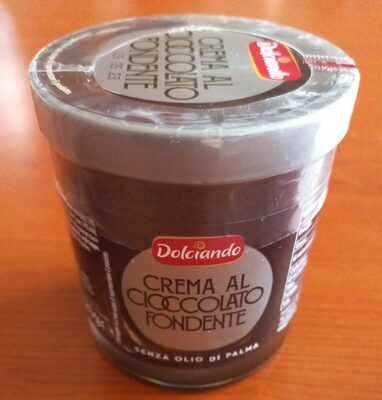 Dolciando
CREMA AL
CIOCCOLATO
FONDENTE
Dolciando
CREMA AL
CIOCCOLATO
FONDENTE
SENZA OLIO DI PALMA